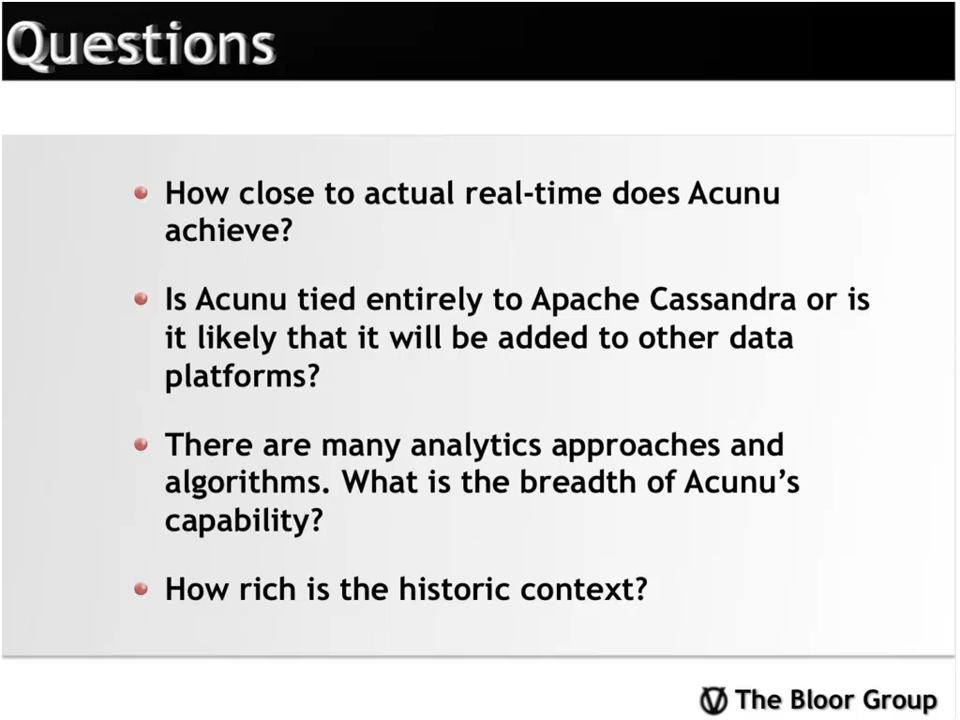 Questions
How close to actual real-time does Acunu
achieve?
Is Acunu tied entirely to Apache Cassandra or is
it likely that it will be added to other data
platforms?
There are many analytics approaches and
algorithms. What is the breadth of Acunu's
capability?
How rich is the historic context?
The Bloor Group